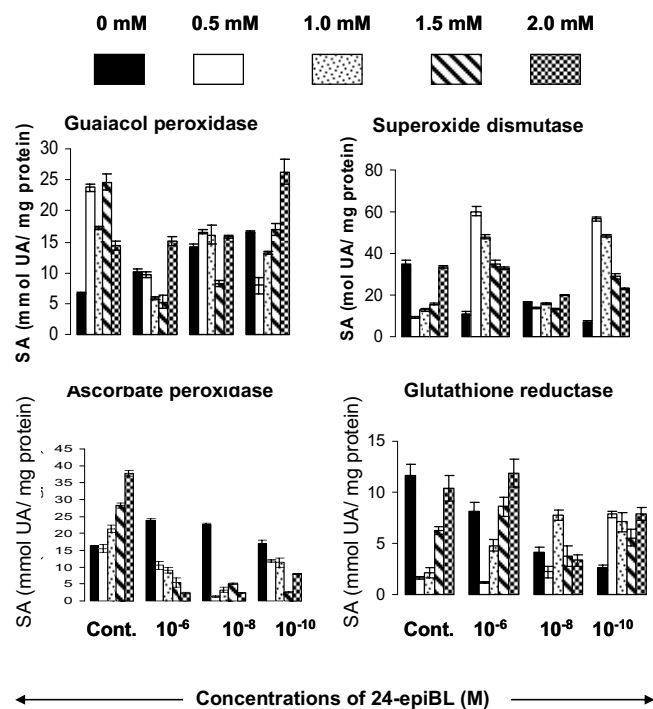 0 mM 0.5 mM 1.0 mM 1.5 mM 2.0 mM
Guaiacol peroxidase
SA (mmol UA/ mg protein)
30
25
20
15
10
5
0
Superoxide dismutase
SA (mol UA/ mg protein)
80
60
40
20
0
Ascorbate peroxidase
SA (mmol UA/ mg protein)
45
40
35
30
25
20
15
10
5
0
Cont. 10⁻⁶ 10⁻⁸ 10⁻¹⁰
Glutathione reductase
SA (mmol UA/ mg protein)
15
10
5
0
Cont. 10⁻⁶ 10⁻⁸ 10⁻¹⁰
Concentrations of 24-epiBL (M)